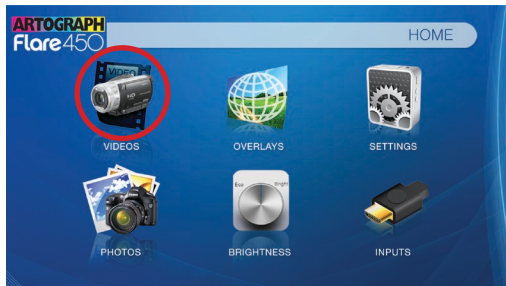 ARTOGRAPH
Flare450
HOME
VIDEO
HD
VIDEOS
OVERLAYS
SETTINGS
Eco Bright
PHOTOS
BRIGHTNESS
INPUTS